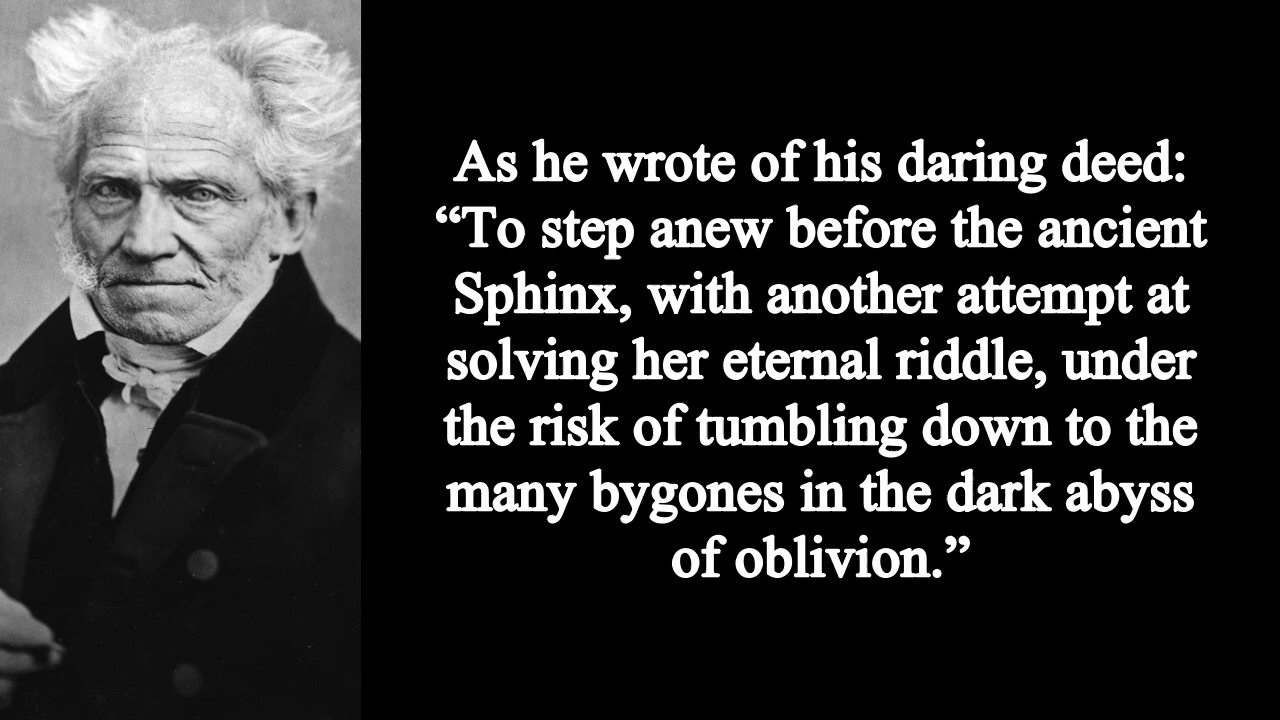 As he wrote of his daring deed:
“To step anew before the ancient
Sphinx, with another attempt at
solving her eternal riddle, under
the risk of tumbling down to the
many bygones in the dark abyss
of oblivion.”